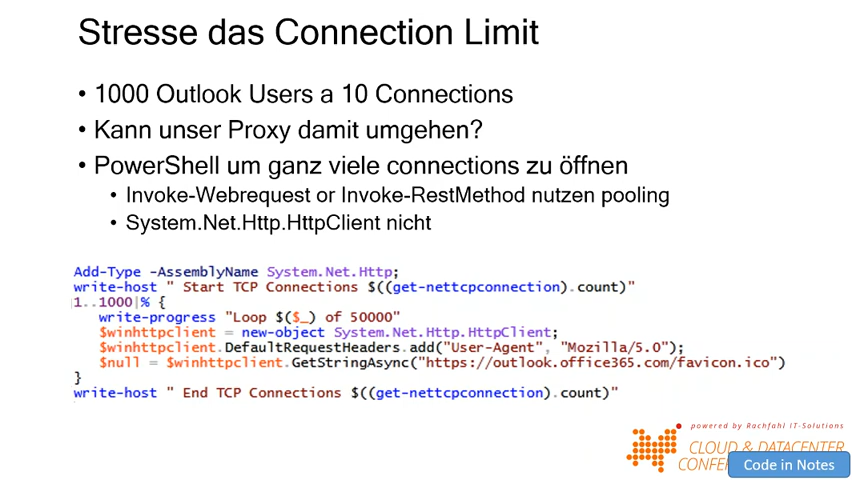 Stresse das Connection Limit
• 1000 Outlook Users a 10 Connections
• Kann unser Proxy damit umgehen?
• PowerShell um ganz viele connections zu öffnen
• Invoke-Webrequest or Invoke-RestMethod nutzen pooling
• System.Net.Http.HttpClient nicht
Add-Type -AssemblyName System.Net.Http;
write-host " Start TCP Connections $((get-nettcpconnection).count)"
1..1000|% {
write-progress "Loop $($_) of 50000"
$winhttpclient = new-object System.Net.Http.HttpClient;
$winhttpclient.DefaultRequestHeaders.add("User-Agent", "Mozilla/5.0");
$null = $winhttpclient.GetStringAsync("https://outlook.office365.com/favicon.ico")
}
write-host " End TCP Connections $((get-nettcpconnection).count)"
powered by Rachfahl IT-Solutions
CLOUD & DATACENTER
Code in Notes